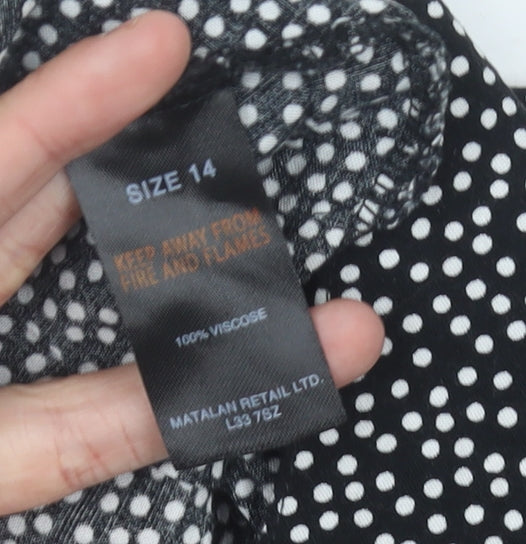 SIZE 14
KEEP AWAY FROM
FIRE AND FLAMES
100% VISCOSE
MATALAN RETAIL LTD.
L33 7SZ